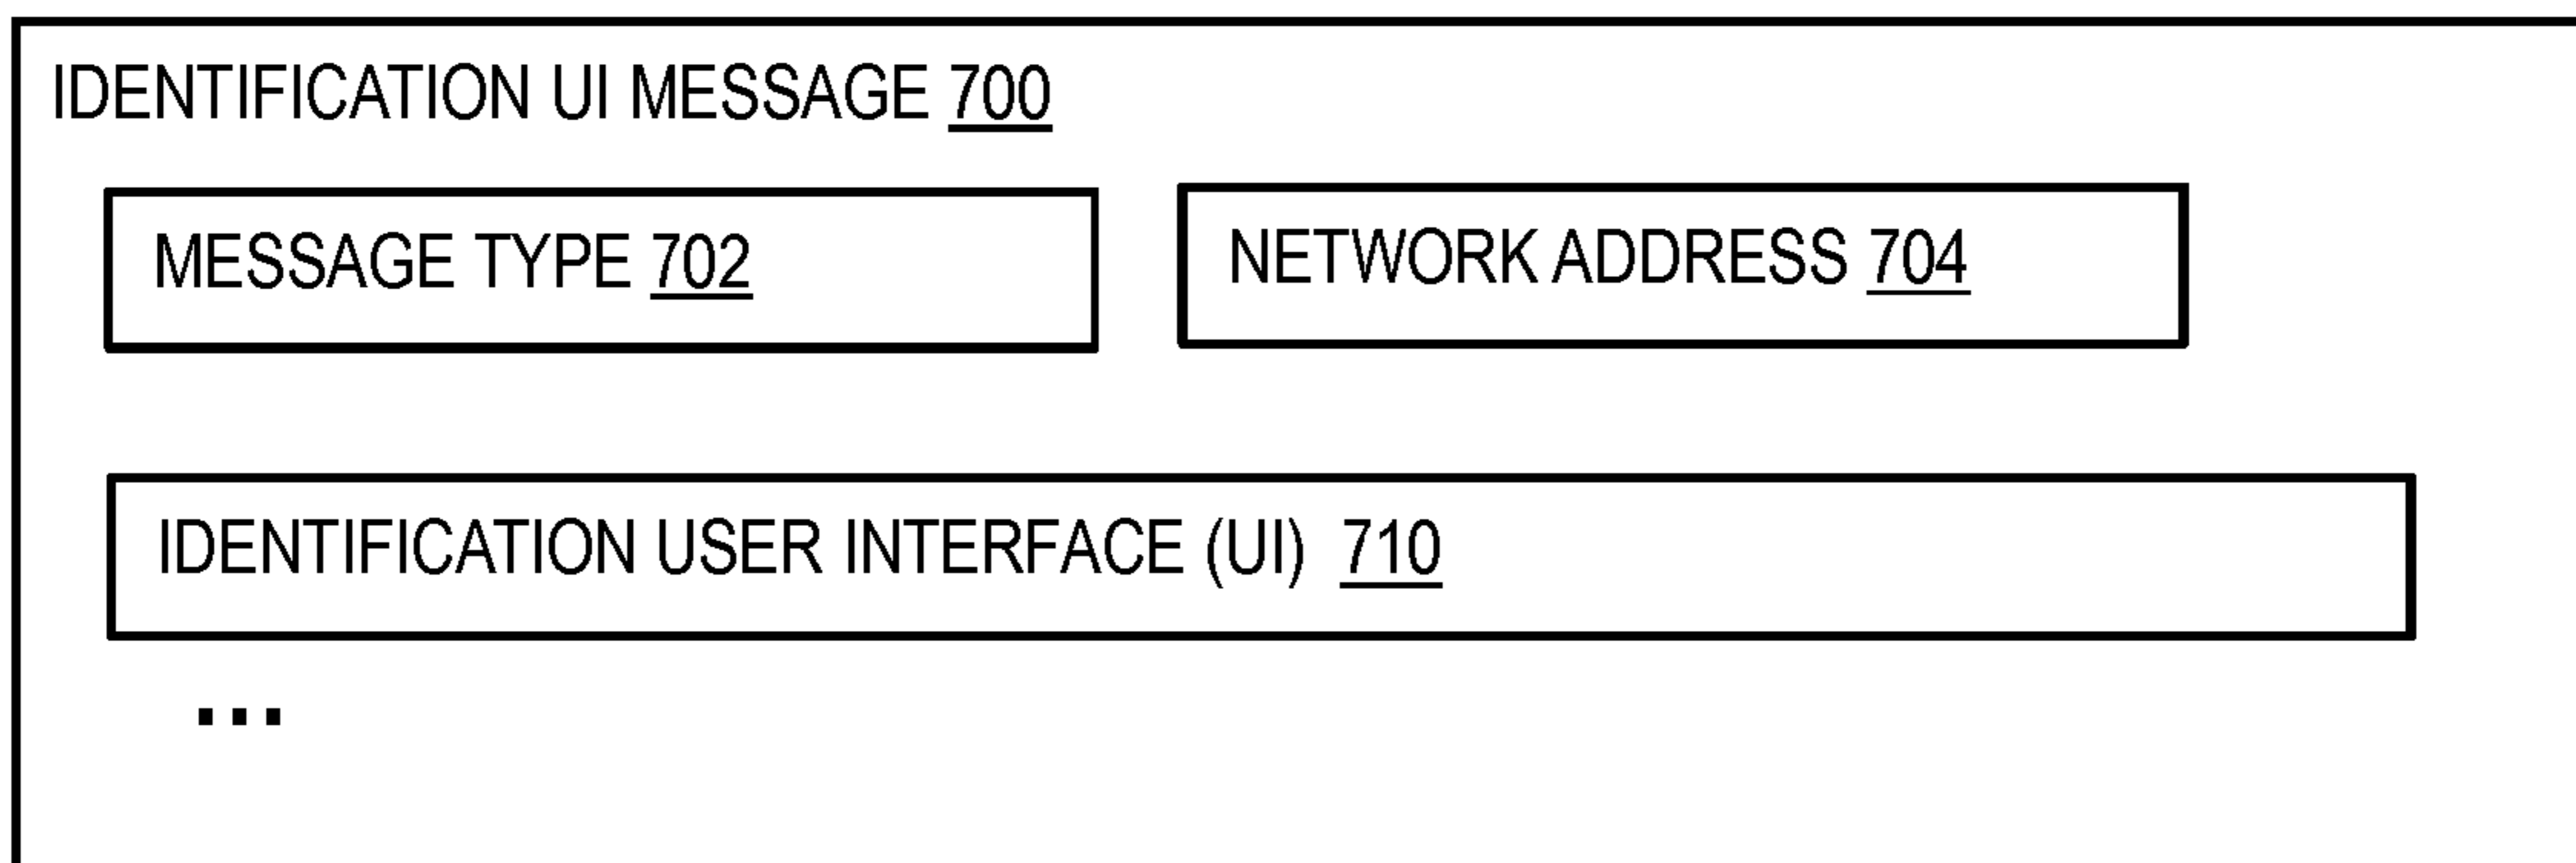 IDENTIFICATION UI MESSAGE 700
MESSAGE TYPE 702
NETWORK ADDRESS 704
IDENTIFICATION USER INTERFACE (UI) 710
...